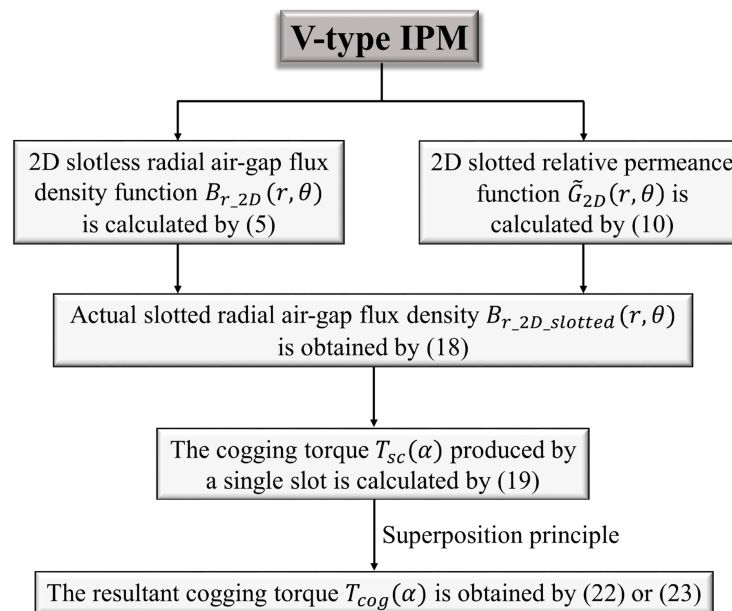 V-type IPM
2D slotless radial air-gap flux
density function B_{r_2D}(r, θ)
is calculated by (5)
2D slotted relative permeance
function G̃_{2D}(r, θ) is
calculated by (10)
Actual slotted radial air-gap flux density B_{r_2D_slotted}(r, θ)
is obtained by (18)
The cogging torque T_{sc}(α) produced by
a single slot is calculated by (19)
Superposition principle
The resultant cogging torque T_{cog}(α) is obtained by (22) or (23)